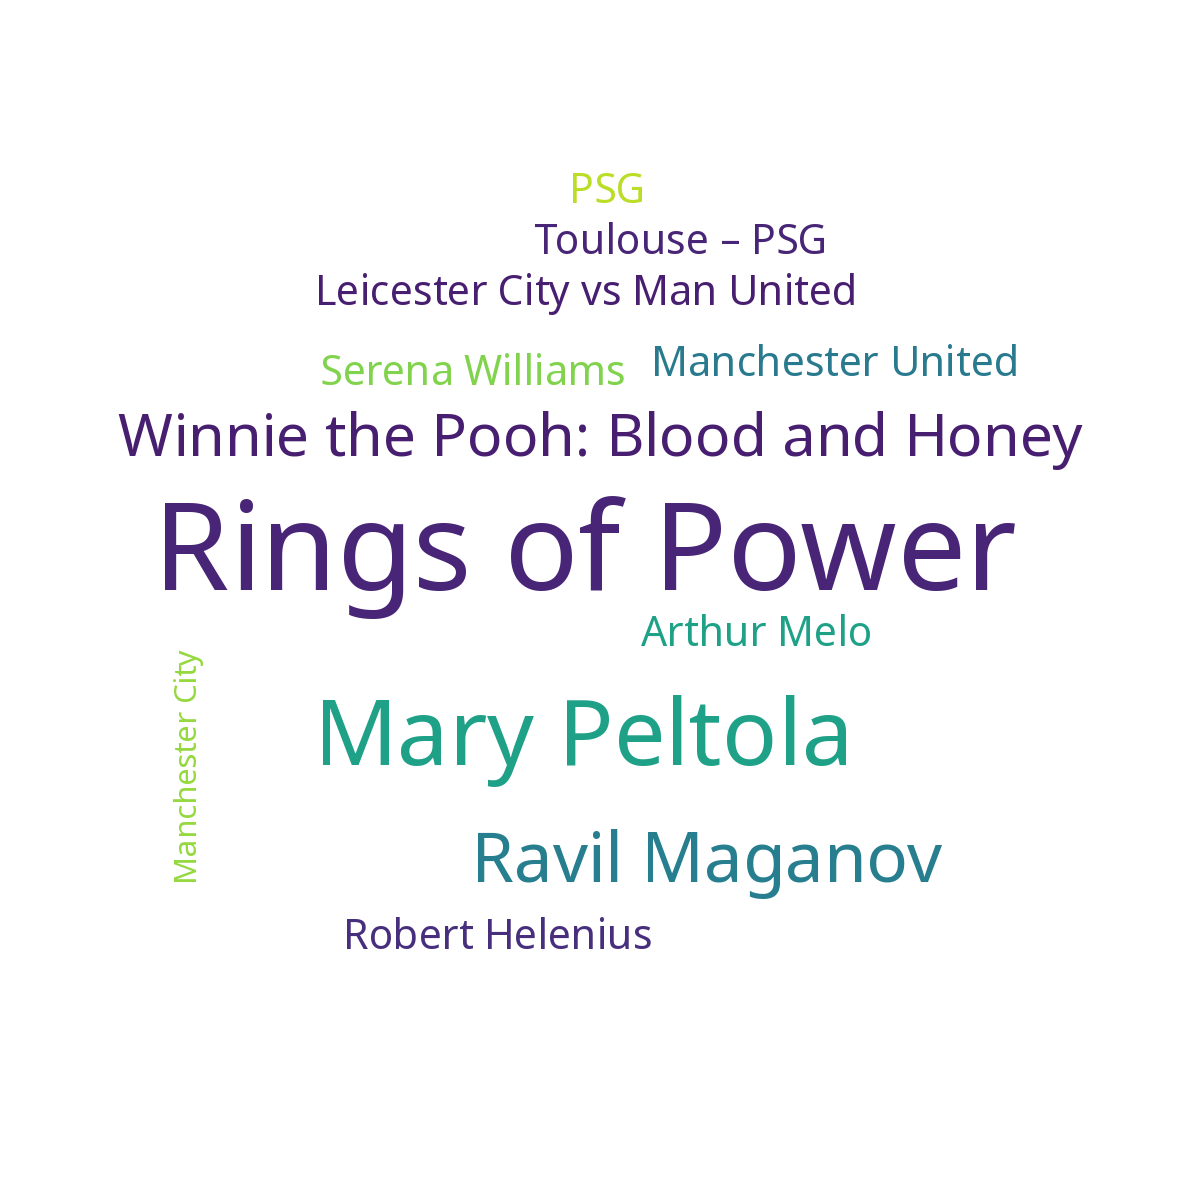 PSG
Toulouse – PSG
Leicester City vs Man United
Serena Williams
Manchester United
Winnie the Pooh: Blood and Honey
Rings of Power
Arthur Melo
Manchester City
Mary Peltola
Ravil Maganov
Robert Helenius